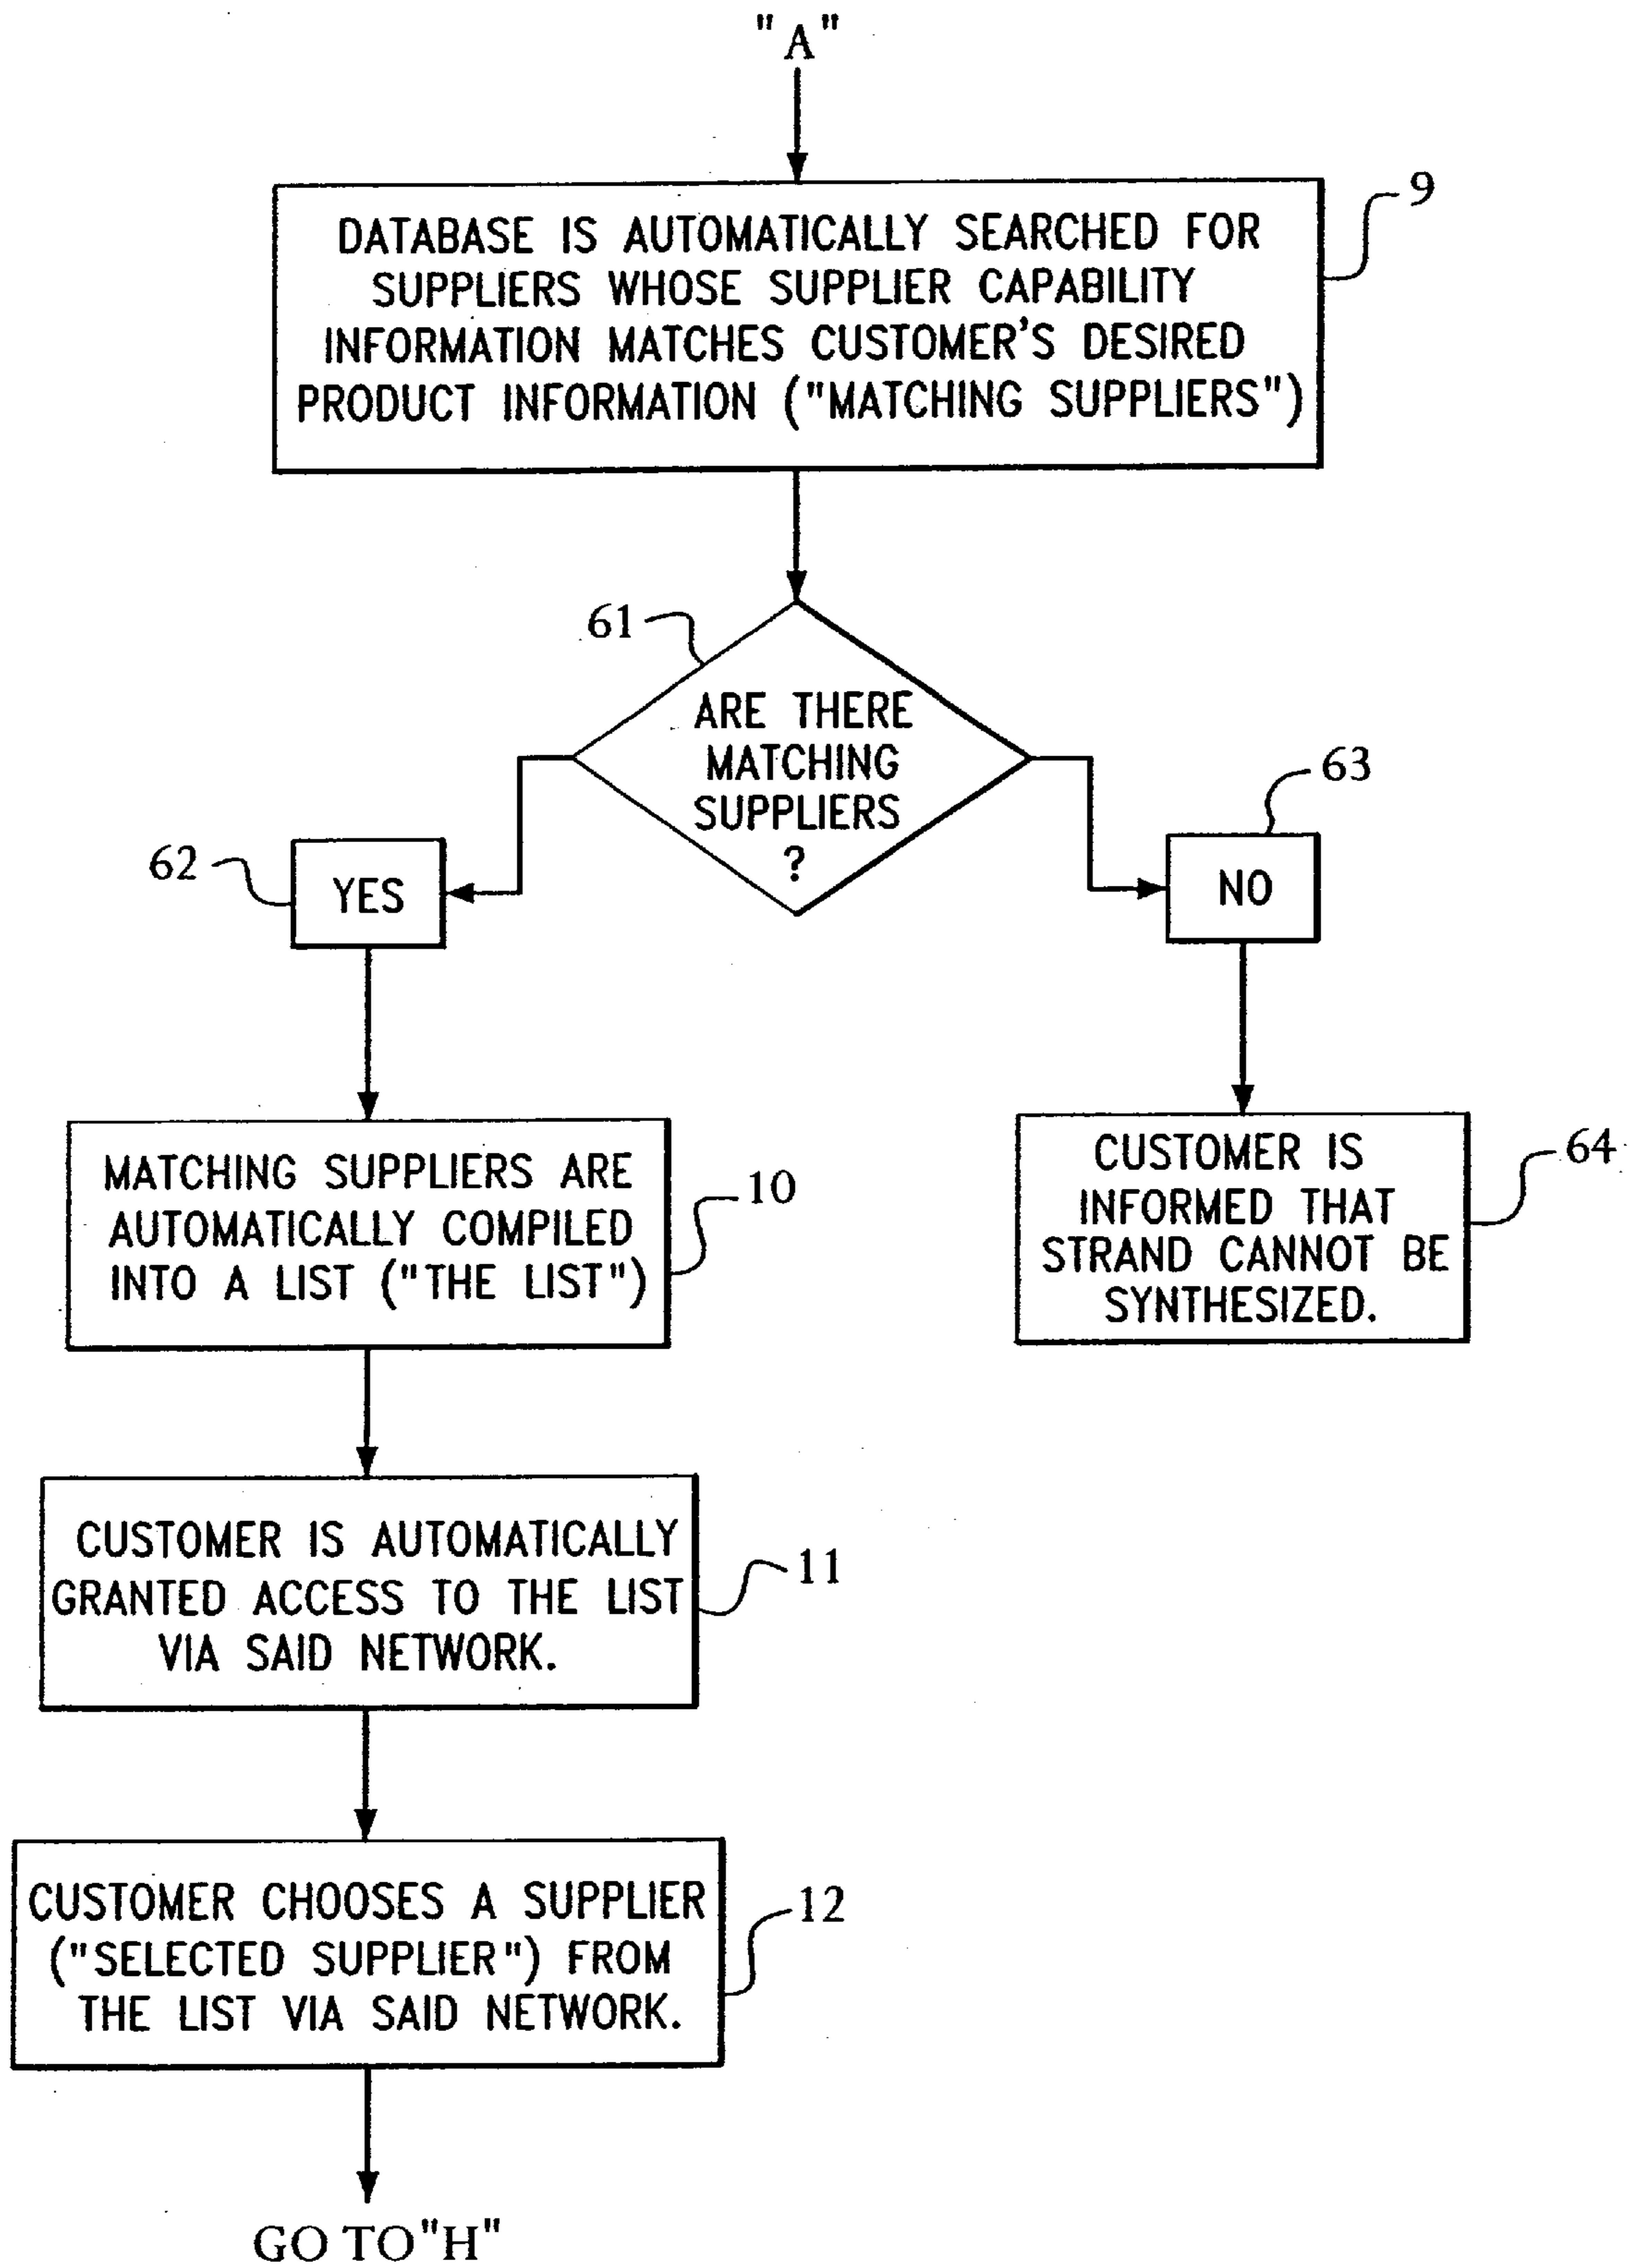 "A"
DATABASE IS AUTOMATICALLY SEARCHED FOR
SUPPLIERS WHOSE SUPPLIER CAPABILITY
INFORMATION MATCHES CUSTOMER'S DESIRED
PRODUCT INFORMATION ("MATCHING SUPPLIERS")
9
61
ARE THERE
MATCHING
SUPPLIERS
?
62
YES
63
NO
MATCHING SUPPLIERS ARE
AUTOMATICALLY COMPILED
INTO A LIST ("THE LIST")
10
CUSTOMER IS
INFORMED THAT
STRAND CANNOT BE
SYNTHESIZED.
64
CUSTOMER IS AUTOMATICALLY
GRANTED ACCESS TO THE LIST
VIA SAID NETWORK.
11
CUSTOMER CHOOSES A SUPPLIER
("SELECTED SUPPLIER") FROM
THE LIST VIA SAID NETWORK.
12
GO TO "H"